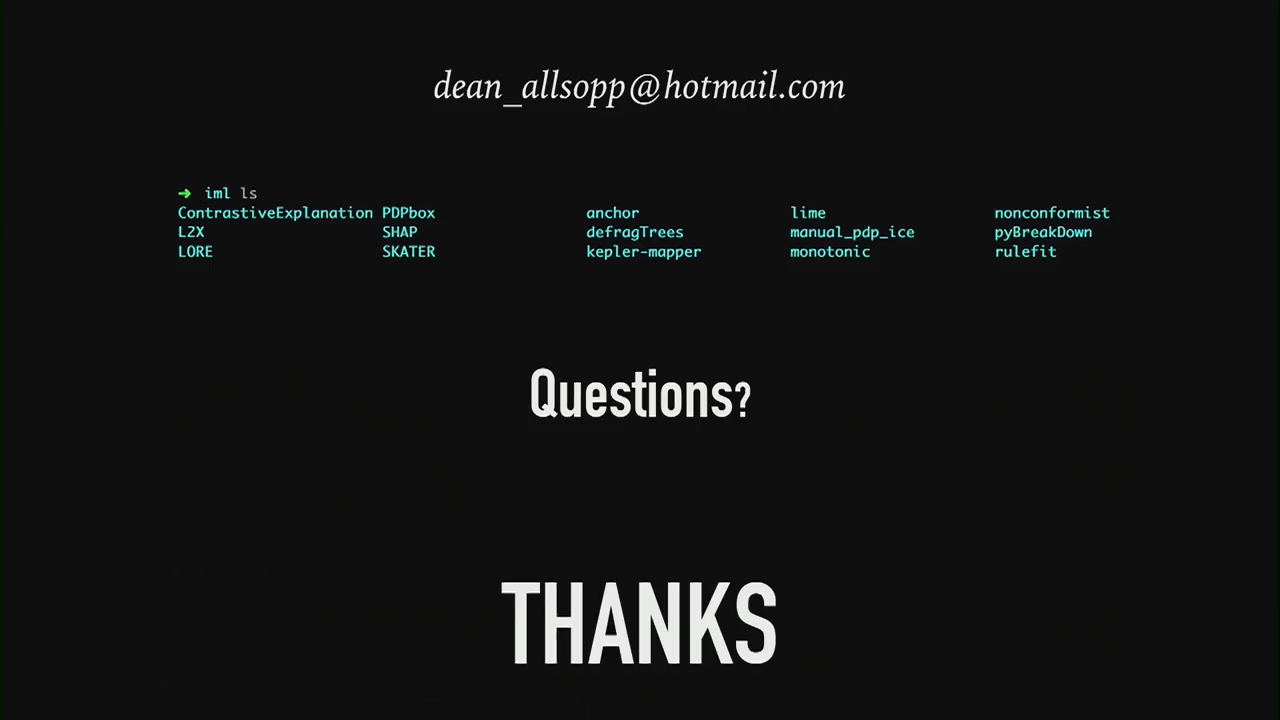 dean_allsopp@hotmail.com
➜ iml ls
ContrastiveExplanation PDPbox anchor lime nonconformist
L2X SHAP defragTrees manual_pdp_ice pyBreakDown
LORE SKATER kepler-mapper monotonic rulefit
Questions?
THANKS